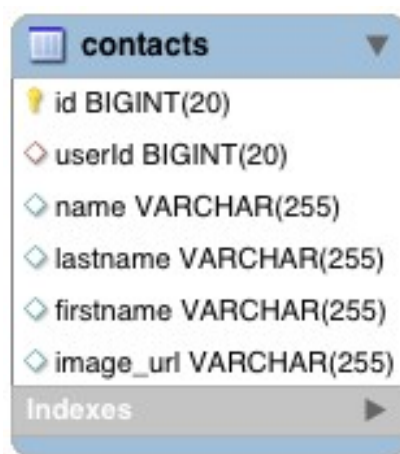 contacts
id BIGINT(20)
userId BIGINT(20)
name VARCHAR(255)
lastname VARCHAR(255)
firstname VARCHAR(255)
image_url VARCHAR(255)
Indexes